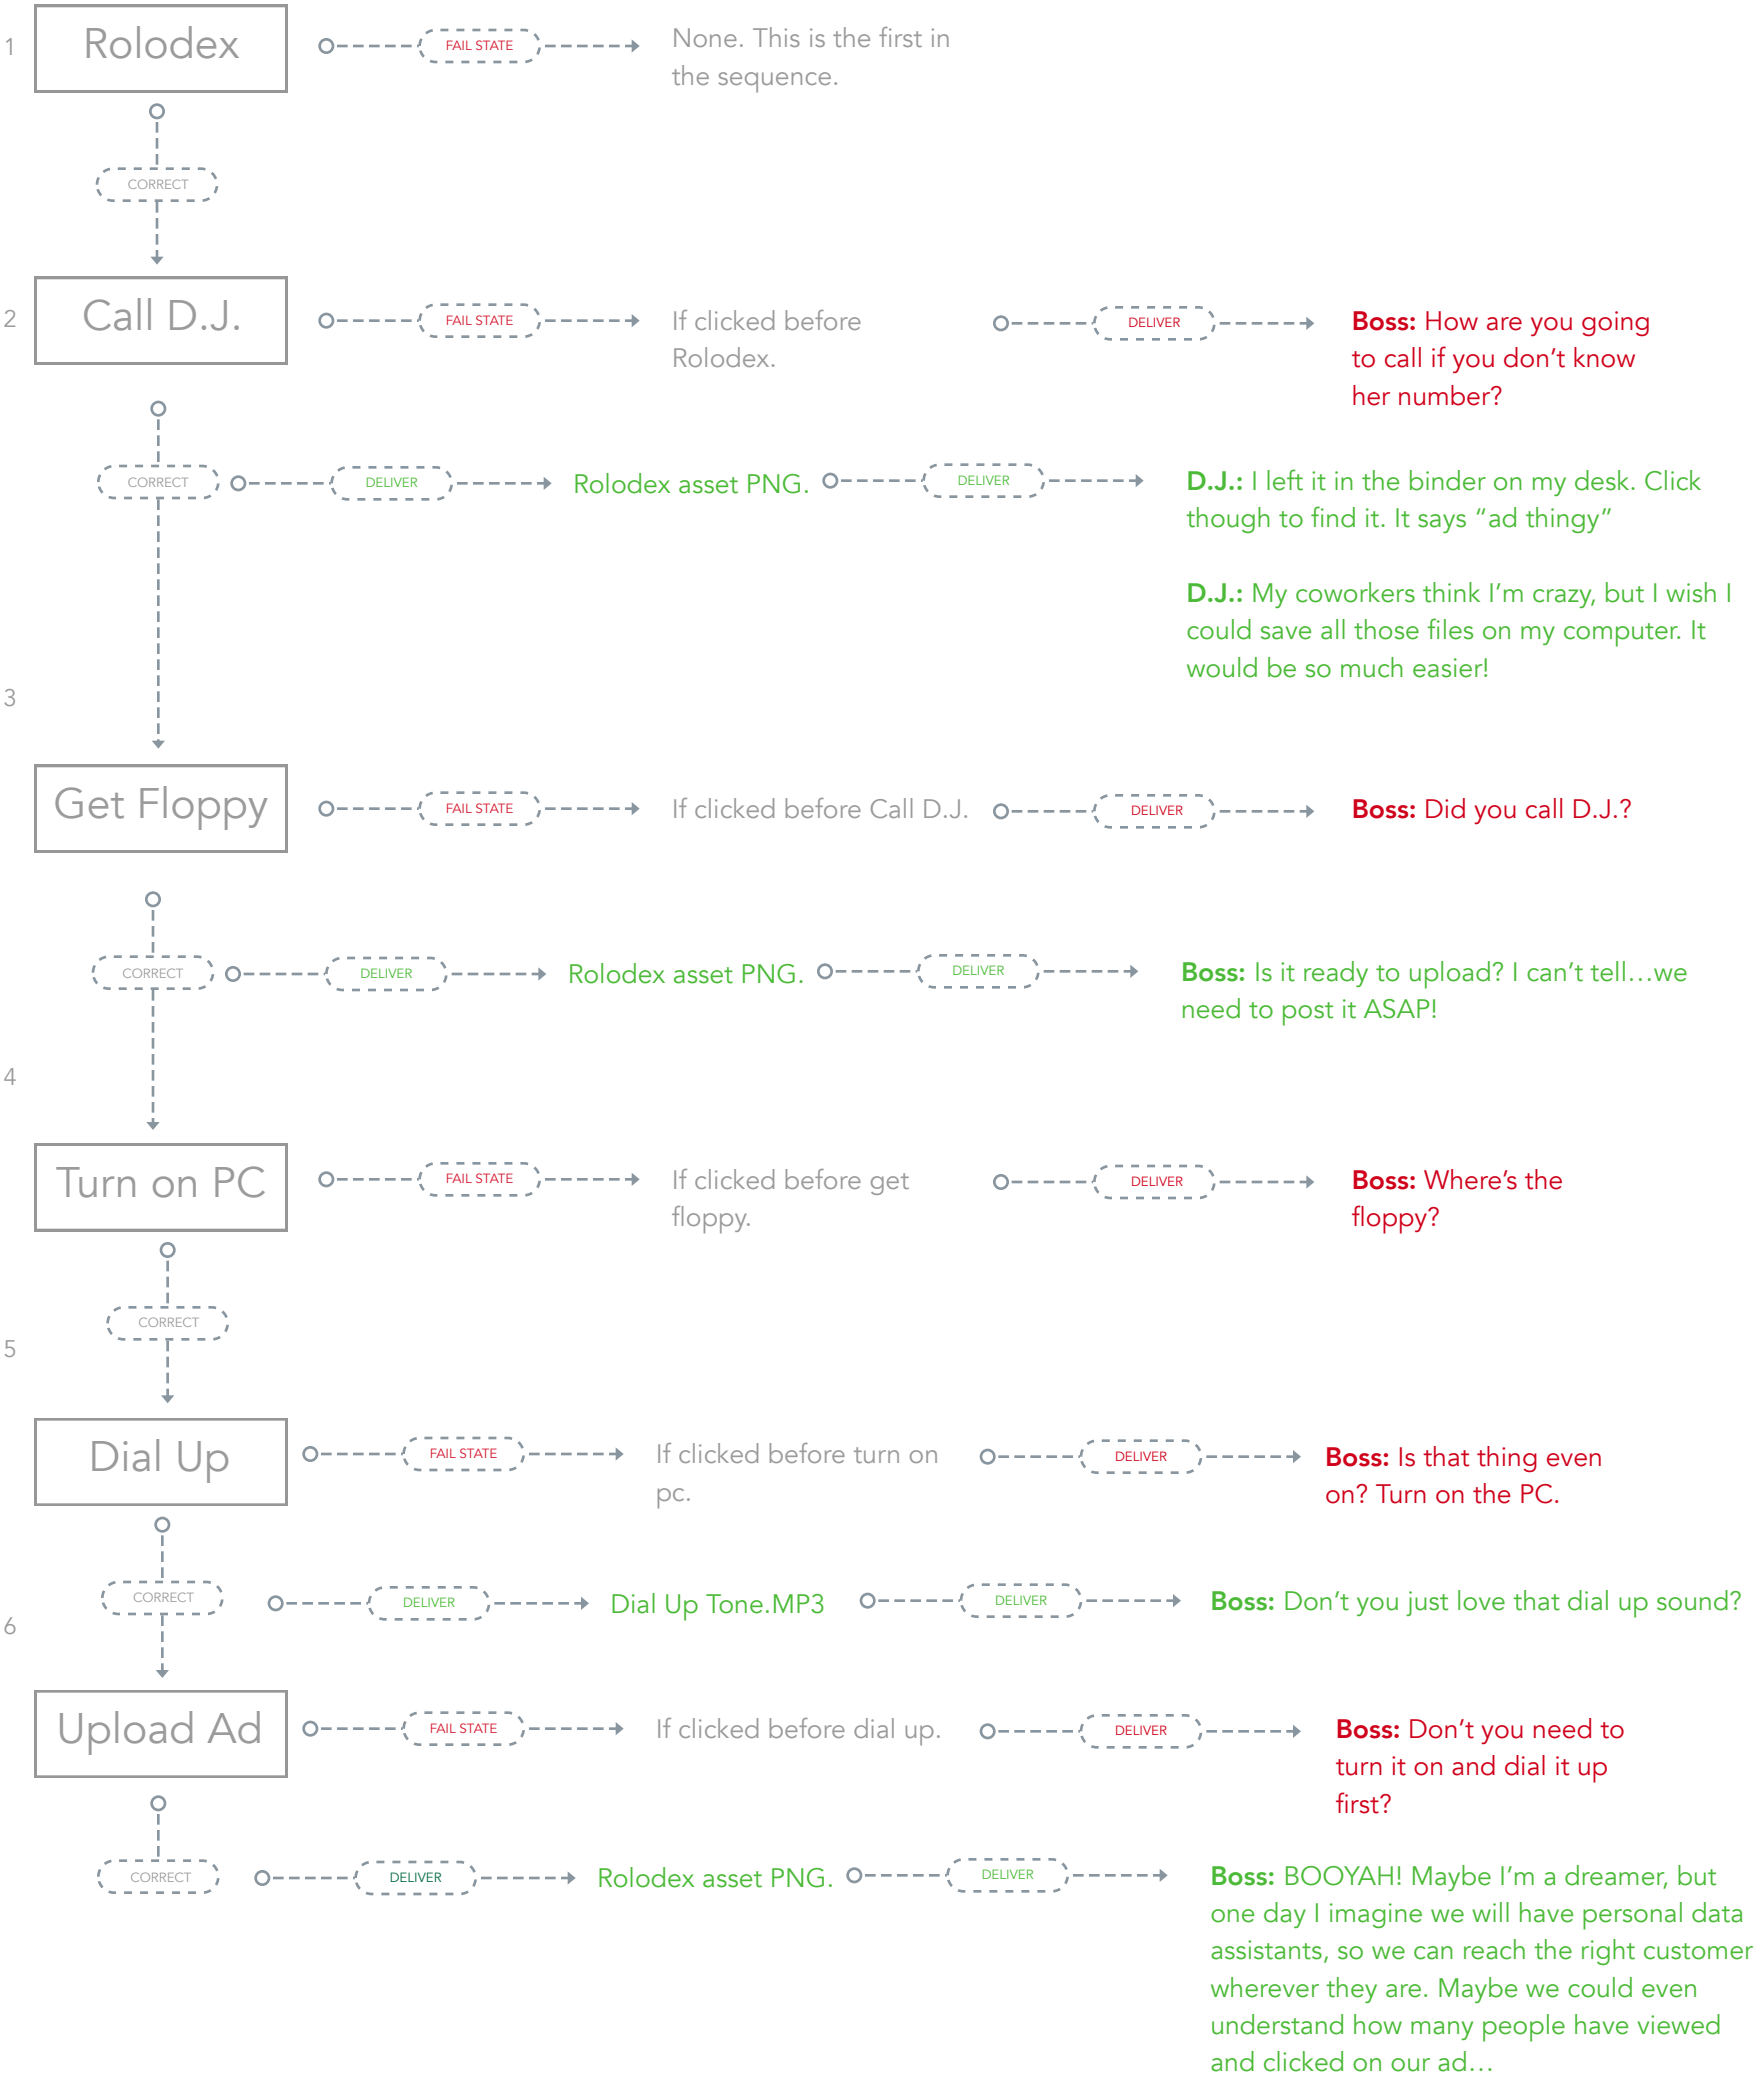 1
Rolodex
FAIL STATE
None. This is the first in
the sequence.
CORRECT
2
Call D.J.
FAIL STATE
If clicked before
Rolodex.
DELIVER
Boss: How are you going
to call if you don’t know
her number?
CORRECT
DELIVER
Rolodex asset PNG.
DELIVER
D.J.: I left it in the binder on my desk. Click
though to find it. It says “ad thingy”
D.J.: My coworkers think I’m crazy, but I wish I
could save all those files on my computer. It
would be so much easier!
3
Get Floppy
FAIL STATE
If clicked before Call D.J.
DELIVER
Boss: Did you call D.J.?
CORRECT
DELIVER
Rolodex asset PNG.
DELIVER
Boss: Is it ready to upload? I can’t tell…we
need to post it ASAP!
4
Turn on PC
FAIL STATE
If clicked before get
floppy.
DELIVER
Boss: Where’s the
floppy?
CORRECT
5
Dial Up
FAIL STATE
If clicked before turn on
pc.
DELIVER
Boss: Is that thing even
on? Turn on the PC.
CORRECT
DELIVER
Dial Up Tone.MP3
DELIVER
Boss: Don’t you just love that dial up sound?
6
Upload Ad
FAIL STATE
If clicked before dial up.
DELIVER
Boss: Don’t you need to
turn it on and dial it up
first?
CORRECT
DELIVER
Rolodex asset PNG.
DELIVER
Boss: BOOYAH! Maybe I’m a dreamer, but
one day I imagine we will have personal data
assistants, so we can reach the right customer
wherever they are. Maybe we could even
understand how many people have viewed
and clicked on our ad…